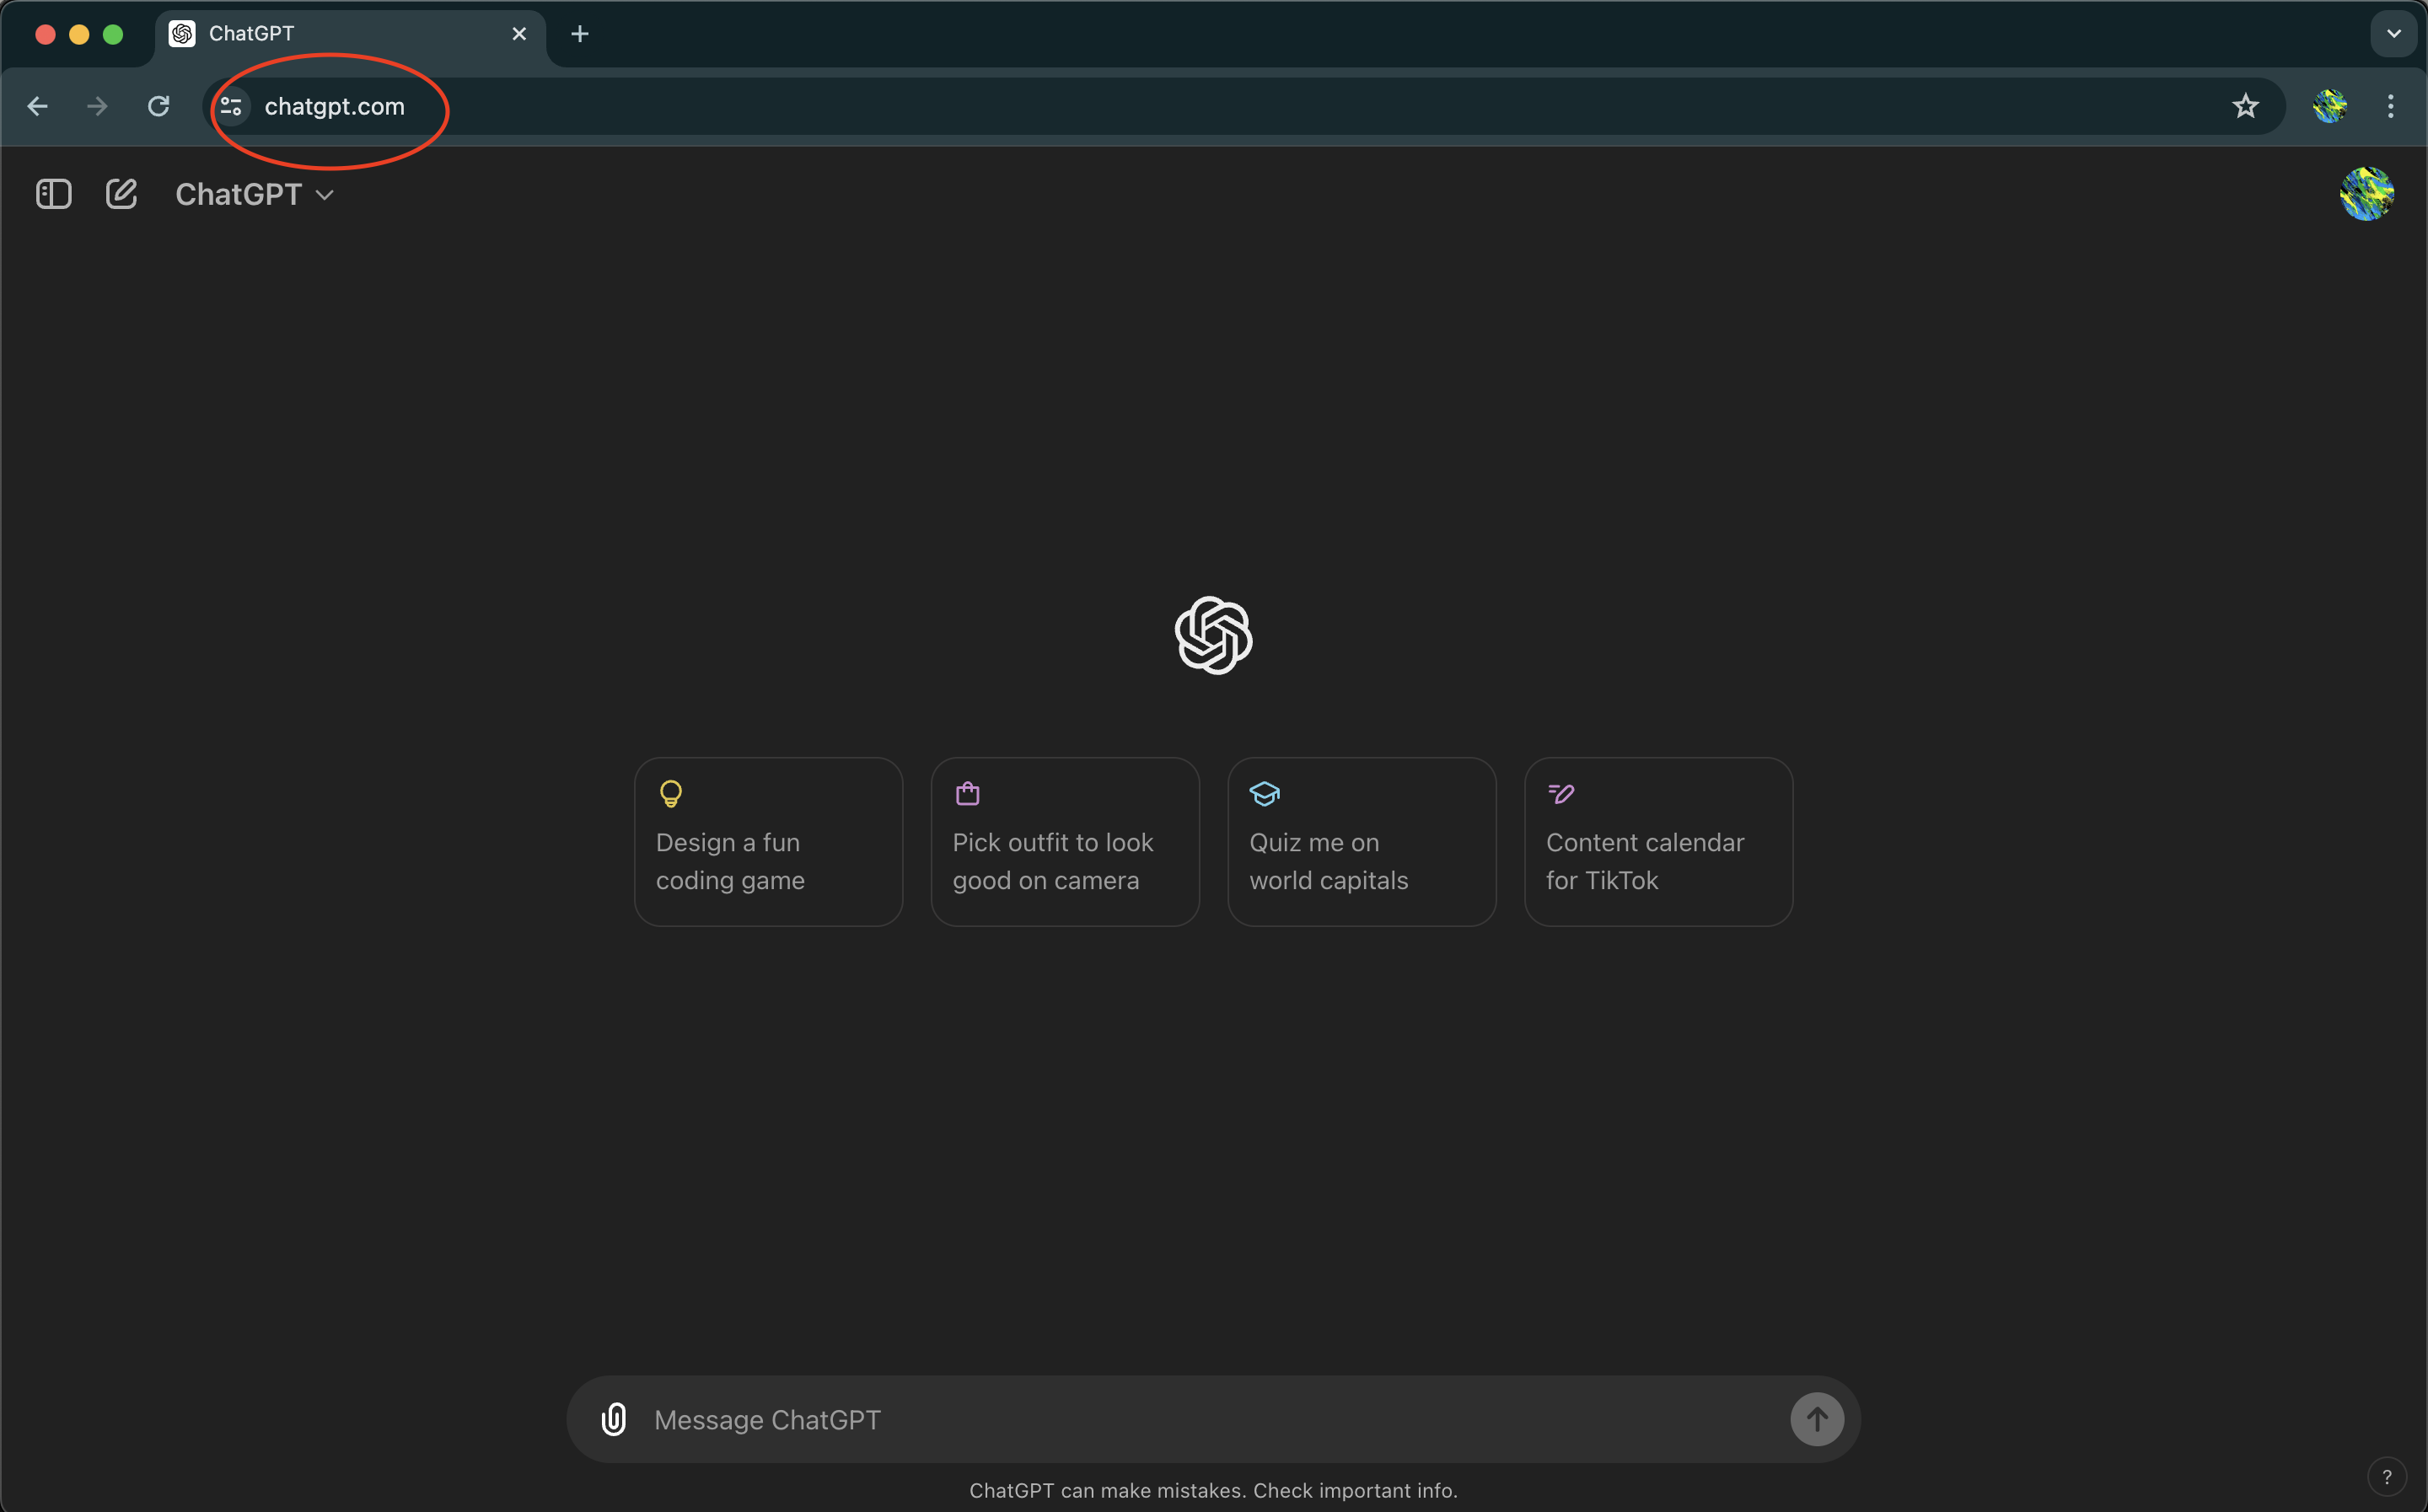 ChatGPT
chatgpt.com
ChatGPT
Design a fun
coding game
Pick outfit to look
good on camera
Quiz me on
world capitals
Content calendar
for TikTok
Message ChatGPT
ChatGPT can make mistakes. Check important info.
?